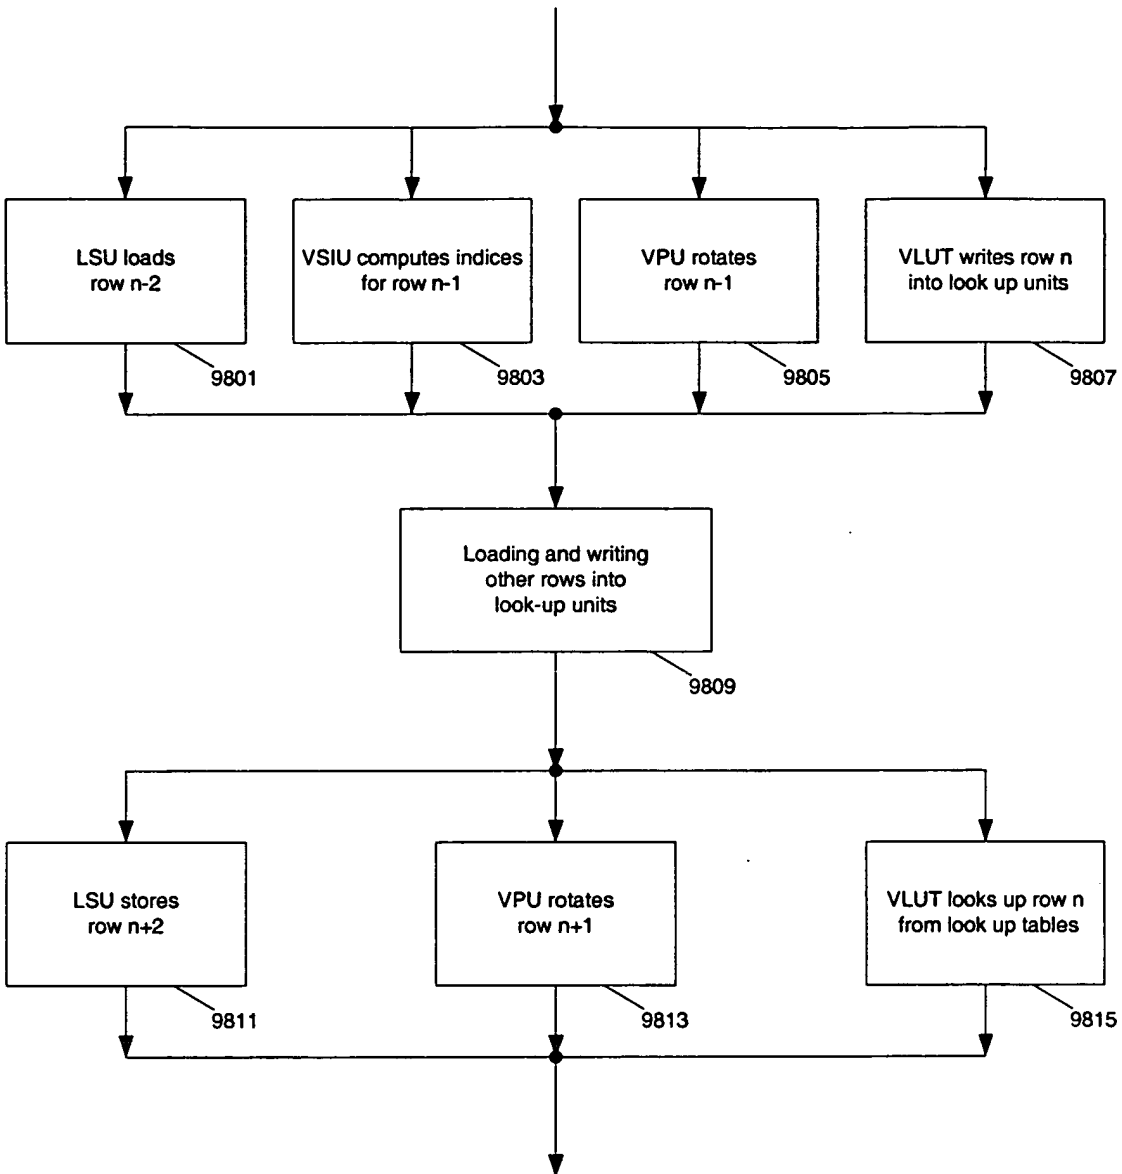 LSU loads
row n-2
VSIU computes indices
for row n-1
VPU rotates
row n-1
VLUT writes row n
into look up units
9801
9803
9805
9807
Loading and writing
other rows into
look-up units
9809
LSU stores
row n+2
VPU rotates
row n+1
VLUT looks up row n
from look up tables
9811
9813
9815